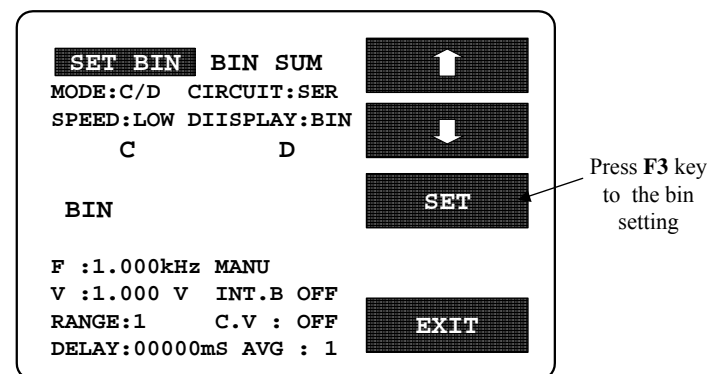 SET BIN BIN SUM
MODE:C/D CIRCUIT:SER
SPEED:LOW DIISPLAY:BIN
C D
BIN
F :1.000kHz MANU
V :1.000 V INT.B OFF
RANGE:1 C.V : OFF
DELAY:00000mS AVG : 1
SET
EXIT
Press F3 key
to the bin
setting